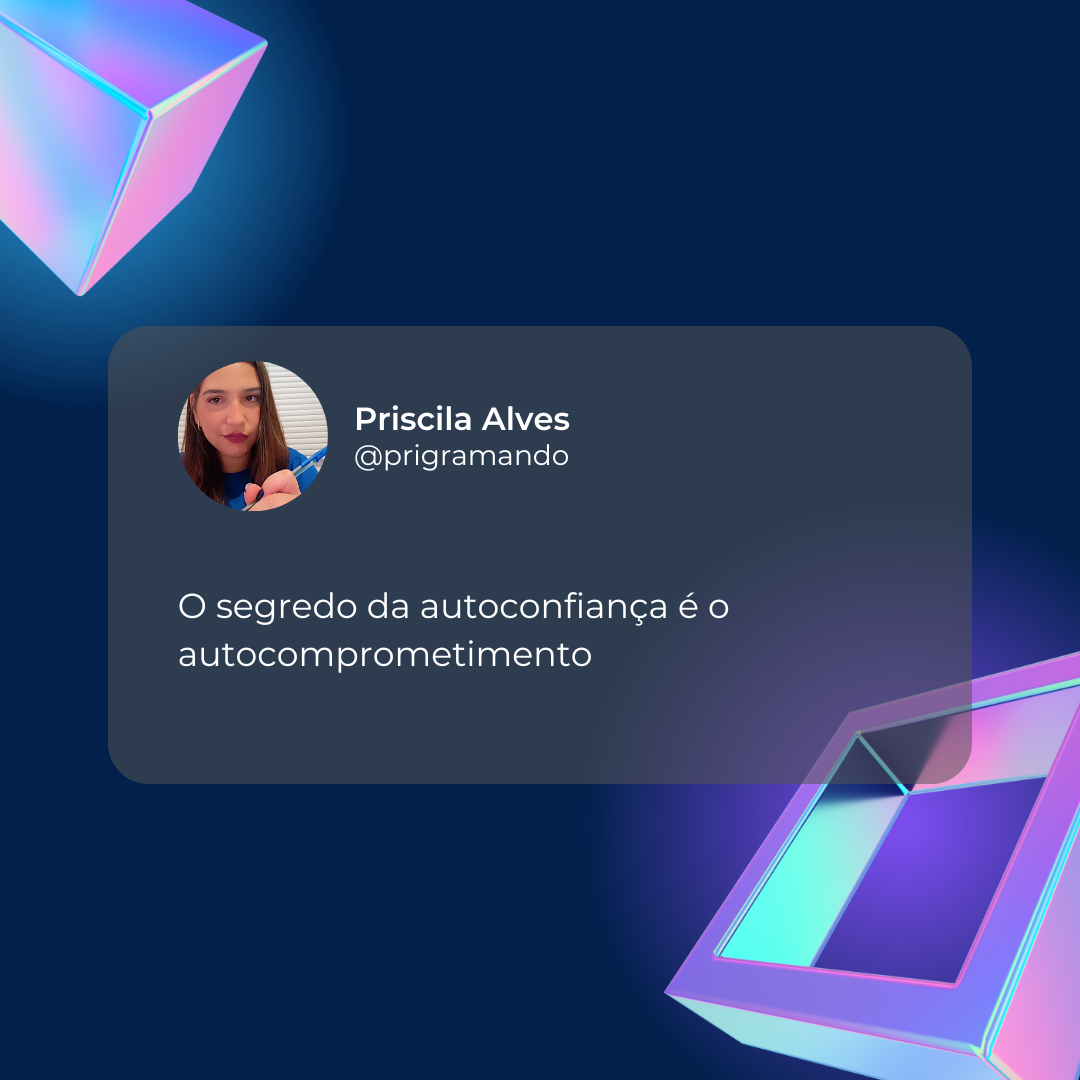 Priscila Alves
@prigramando
O segredo da autoconfiança é o
autocomprometimento